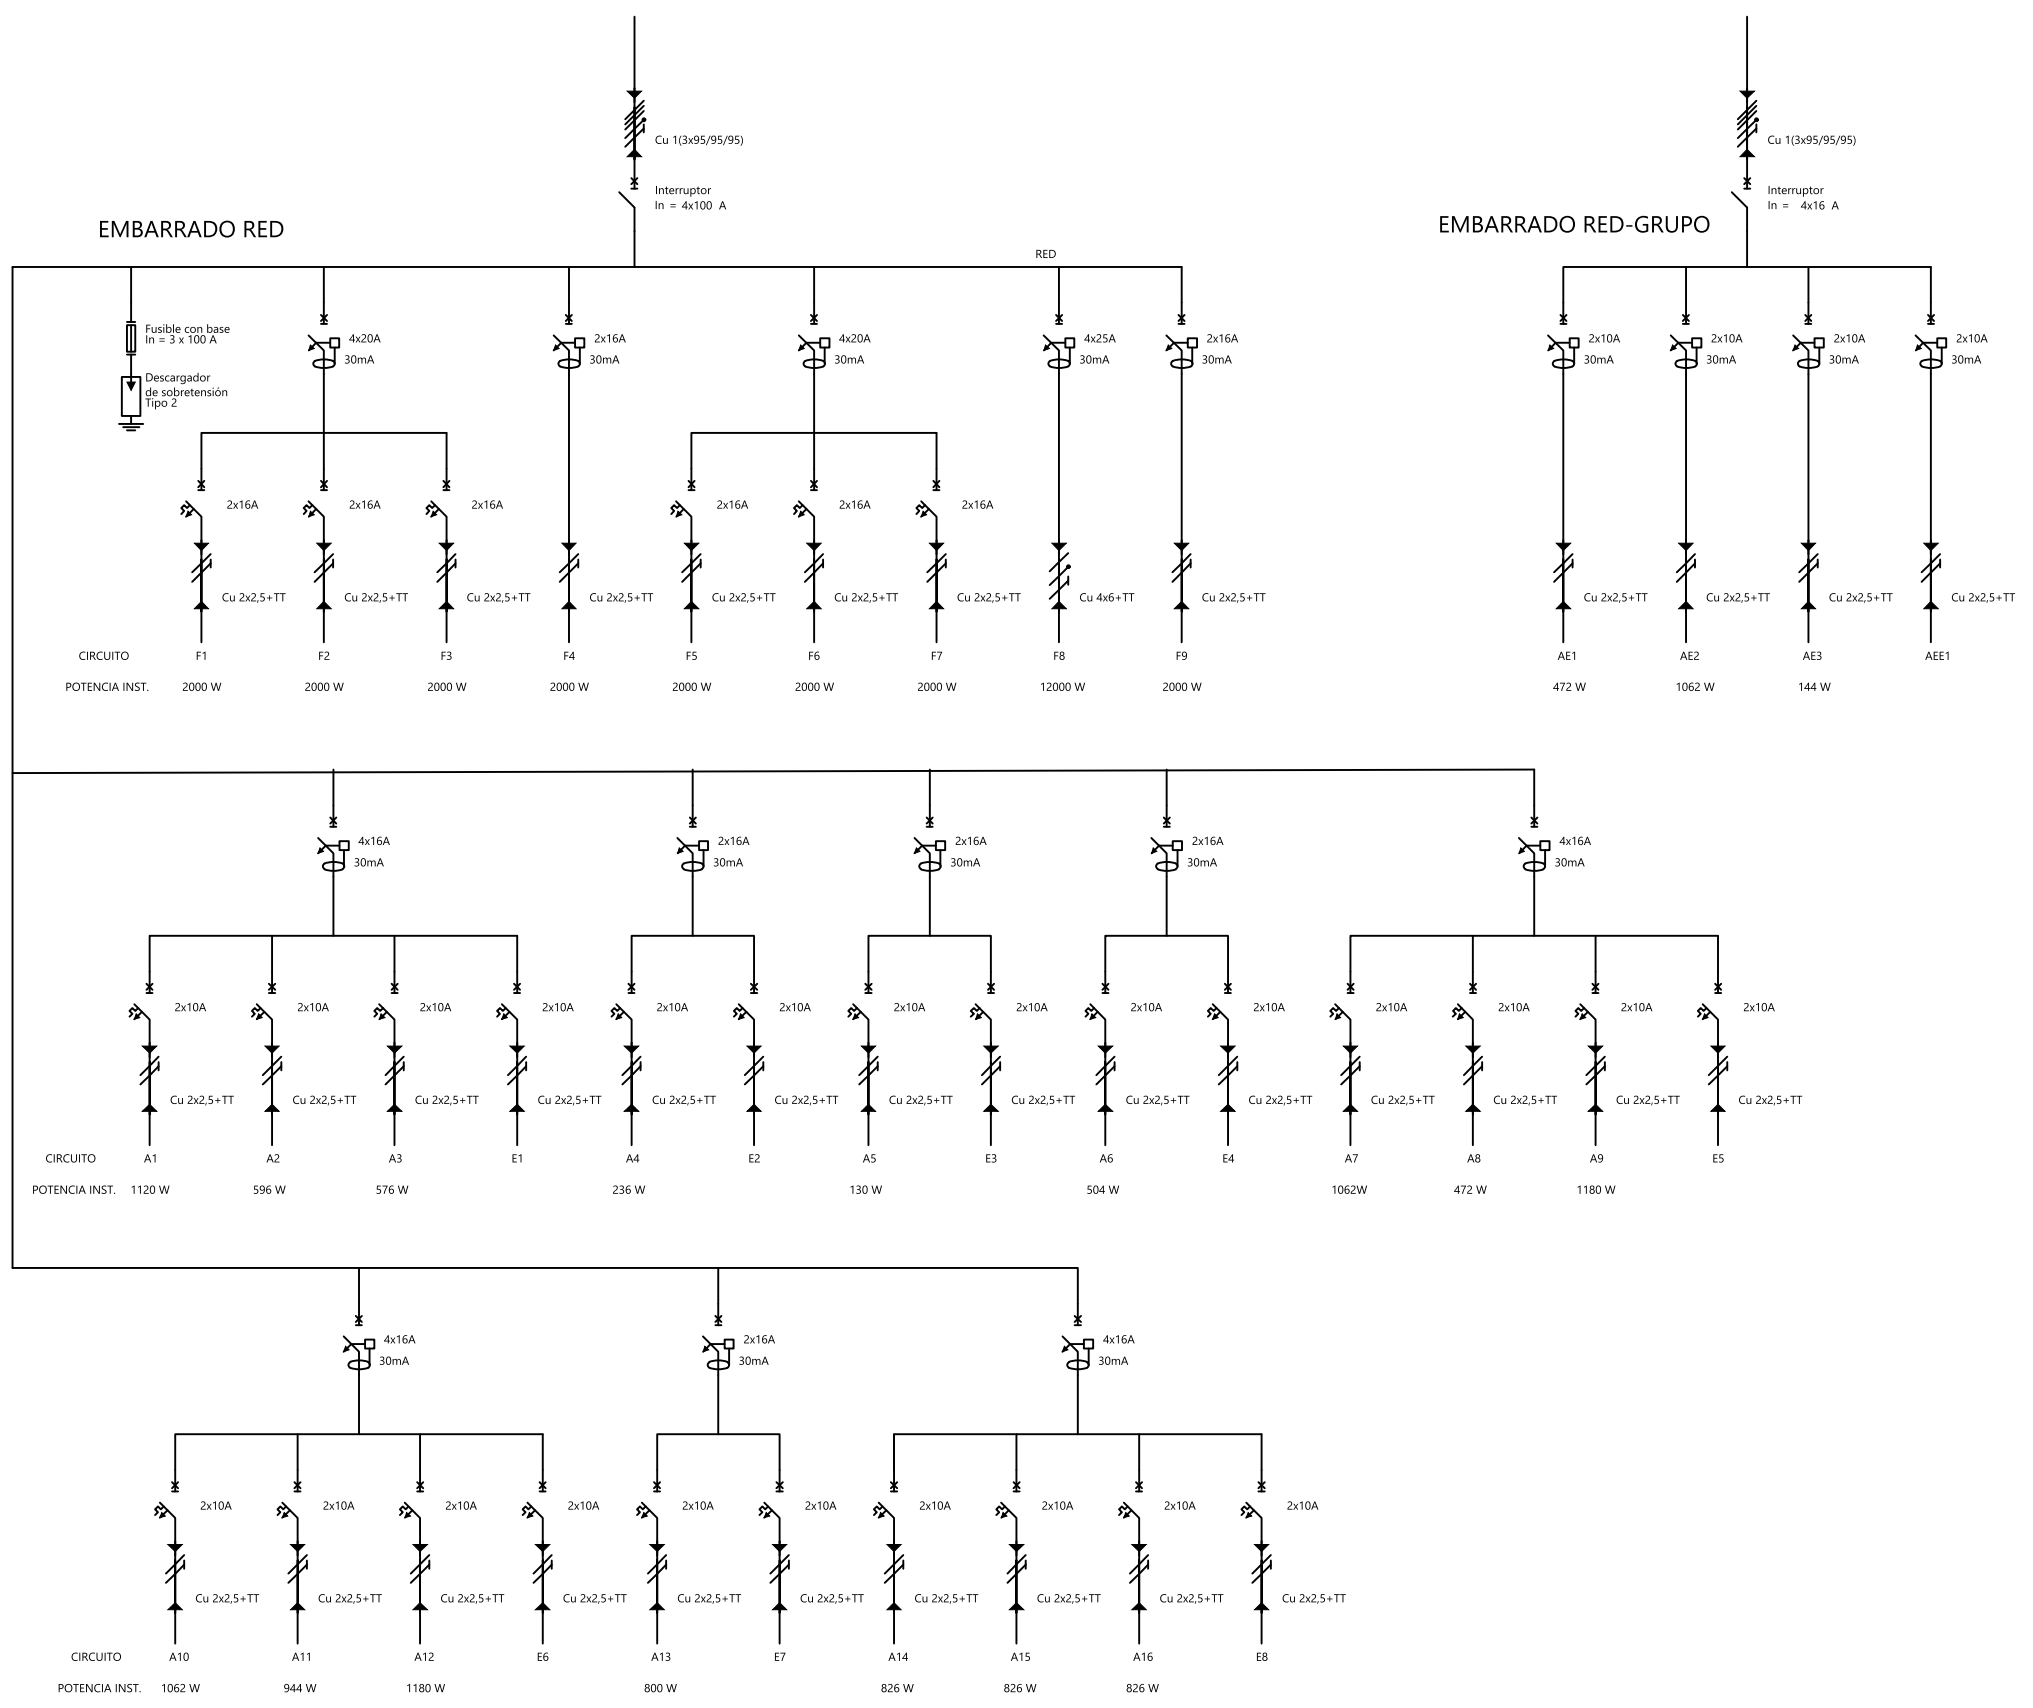 Cu 1(3x95/95/95)
Cu 1(3x95/95/95)
Interruptor
In = 4x100 A
Interruptor
In = 4x16 A
EMBARRADO RED
EMBARRADO RED-GRUPO
RED
Fusible con base
In = 3 x 100 A
Descargador
de sobretensión
Tipo 2
4x20A
30mA
2x16A
30mA
4x20A
30mA
4x25A
30mA
2x16A
30mA
2x10A
30mA
2x10A
30mA
2x10A
30mA
2x10A
30mA
2x16A 2x16A 2x16A 2x16A 2x16A 2x16A
Cu 2x2,5+TT Cu 2x2,5+TT Cu 2x2,5+TT Cu 2x2,5+TT Cu 2x2,5+TT Cu 2x2,5+TT Cu 2x2,5+TT Cu 4x6+TT Cu 2x2,5+TT Cu 2x2,5+TT Cu 2x2,5+TT Cu 2x2,5+TT Cu 2x2,5+TT
CIRCUITO F1 F2 F3 F4 F5 F6 F7 F8 F9 AE1 AE2 AE3 AEE1
POTENCIA INST. 2000 W 2000 W 2000 W 2000 W 2000 W 2000 W 2000 W 12000 W 2000 W 472 W 1062 W 144 W
4x16A
30mA
2x16A
30mA
2x16A
30mA
2x16A
30mA
4x16A
30mA
2x10A 2x10A 2x10A 2x10A 2x10A 2x10A 2x10A 2x10A 2x10A 2x10A 2x10A 2x10A 2x10A 2x10A
Cu 2x2,5+TT Cu 2x2,5+TT Cu 2x2,5+TT Cu 2x2,5+TT Cu 2x2,5+TT Cu 2x2,5+TT Cu 2x2,5+TT Cu 2x2,5+TT Cu 2x2,5+TT Cu 2x2,5+TT Cu 2x2,5+TT Cu 2x2,5+TT Cu 2x2,5+TT Cu 2x2,5+TT
CIRCUITO A1 A2 A3 E1 A4 E2 A5 E3 A6 E4 A7 A8 A9 E5
POTENCIA INST. 1120 W 596 W 576 W 236 W 130 W 504 W 1062W 472 W 1180 W
4x16A
30mA
2x16A
30mA
4x16A
30mA
2x10A 2x10A 2x10A 2x10A 2x10A 2x10A 2x10A 2x10A 2x10A 2x10A
Cu 2x2,5+TT Cu 2x2,5+TT Cu 2x2,5+TT Cu 2x2,5+TT Cu 2x2,5+TT Cu 2x2,5+TT Cu 2x2,5+TT Cu 2x2,5+TT Cu 2x2,5+TT Cu 2x2,5+TT
CIRCUITO A10 A11 A12 E6 A13 E7 A14 A15 A16 E8
POTENCIA INST. 1062 W 944 W 1180 W 800 W 826 W 826 W 826 W